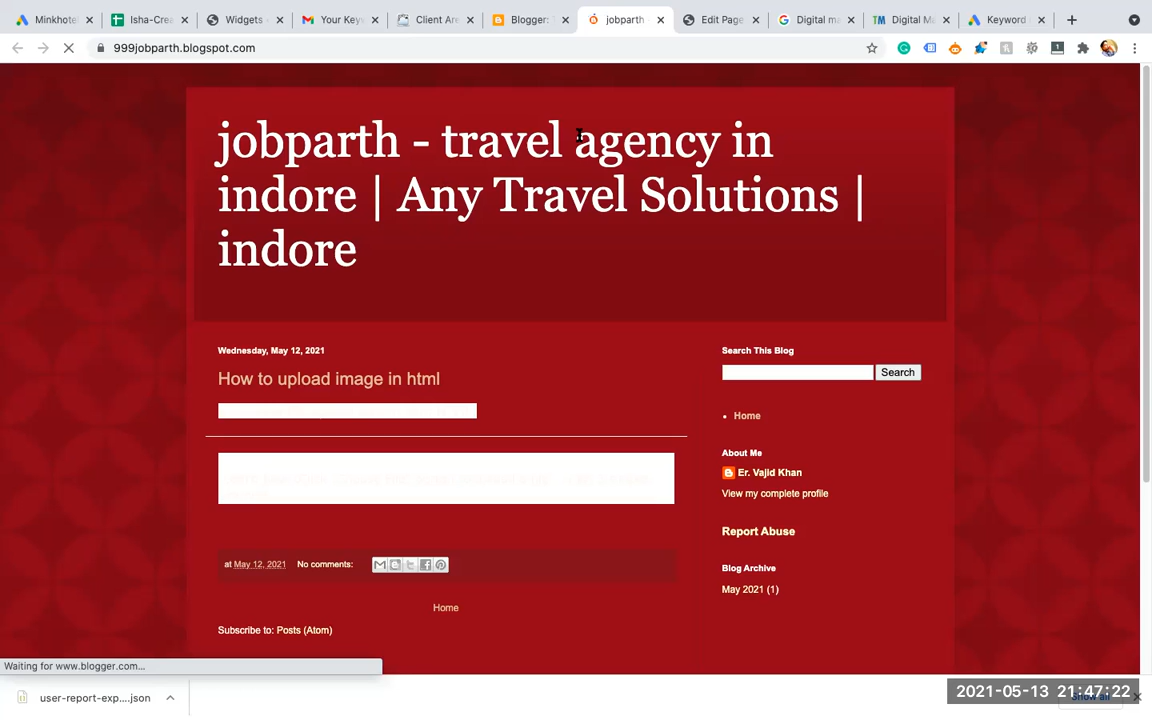 Minkhote
Isha-Crea
Widgets
Your Key
Client Are
Blogger:
jobparth
Edit Page
Digital ma
Digital Ma
Keyword
999jobparth.blogspot.com
jobparth - travel agency in
indore | Any Travel Solutions |
indore
Wednesday, May 12, 2021
How to upload image in html
at May 12, 2021 No comments:
Home
Subscribe to: Posts (Atom)
Search This Blog
Search
Home
About Me
Er. Vajid Khan
View my complete profile
Report Abuse
Blog Archive
May 2021 (1)
Waiting for www.blogger.com...
user-report-exp....json
2021-05-13 21:47:22